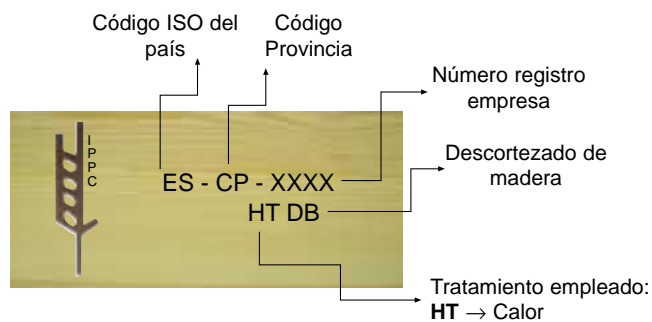 Código ISO del
país
Código
Provincia
Número registro
empresa
I
P
P
C
ES - CP - XXXX
HT DB
Descortezado de
madera
Tratamiento empleado:
HT → Calor